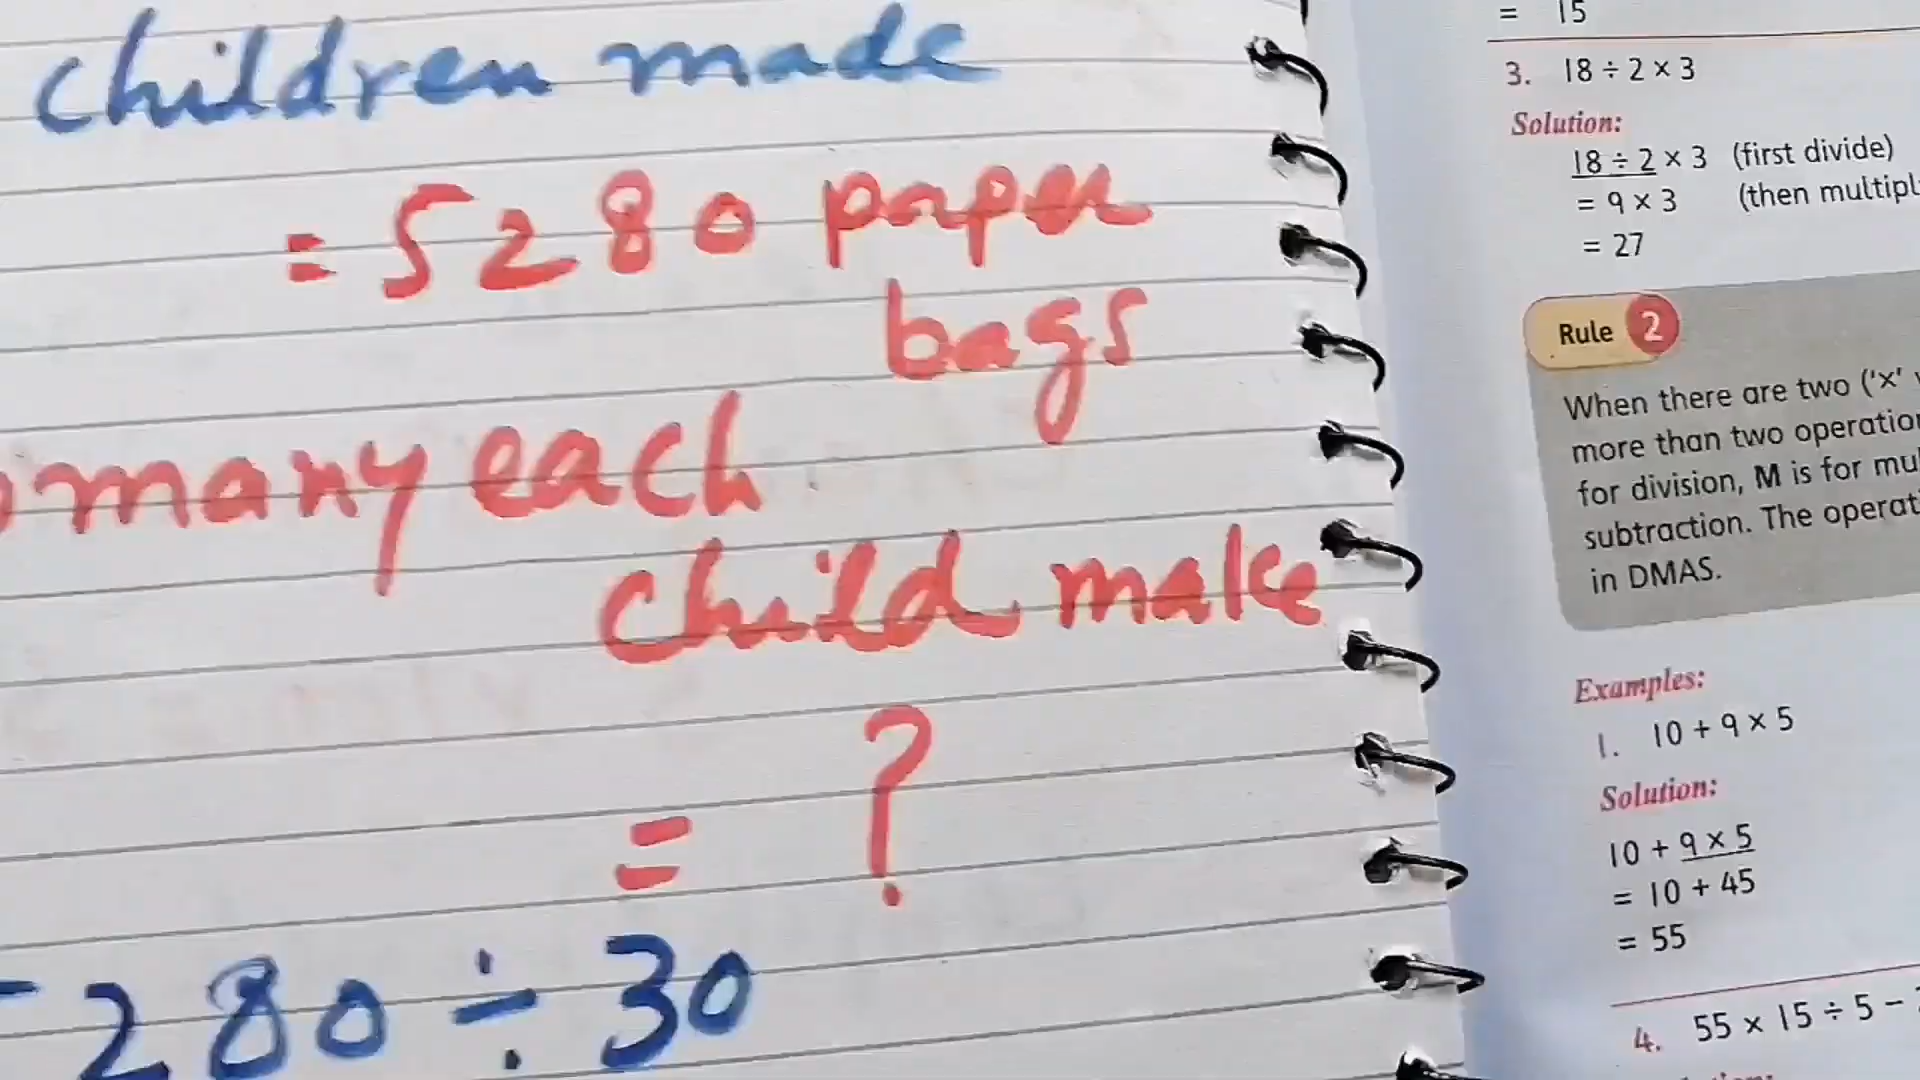 children made
= 5280 paper
bags
many each
child make
= ?
280 ÷ 30
= 15
3. 18 ÷ 2 × 3
Solution:
18 ÷ 2 × 3 (first divide)
= 9 × 3 (then multipl
= 27
Rule 2
When there are two ('×'
more than two operatio
for division, M is for mu
subtraction. The operat
in DMAS.
Examples:
1. 10 + 9 × 5
Solution:
10 + 9 × 5
= 10 + 45
= 55
4. 55 × 15 ÷ 5 −